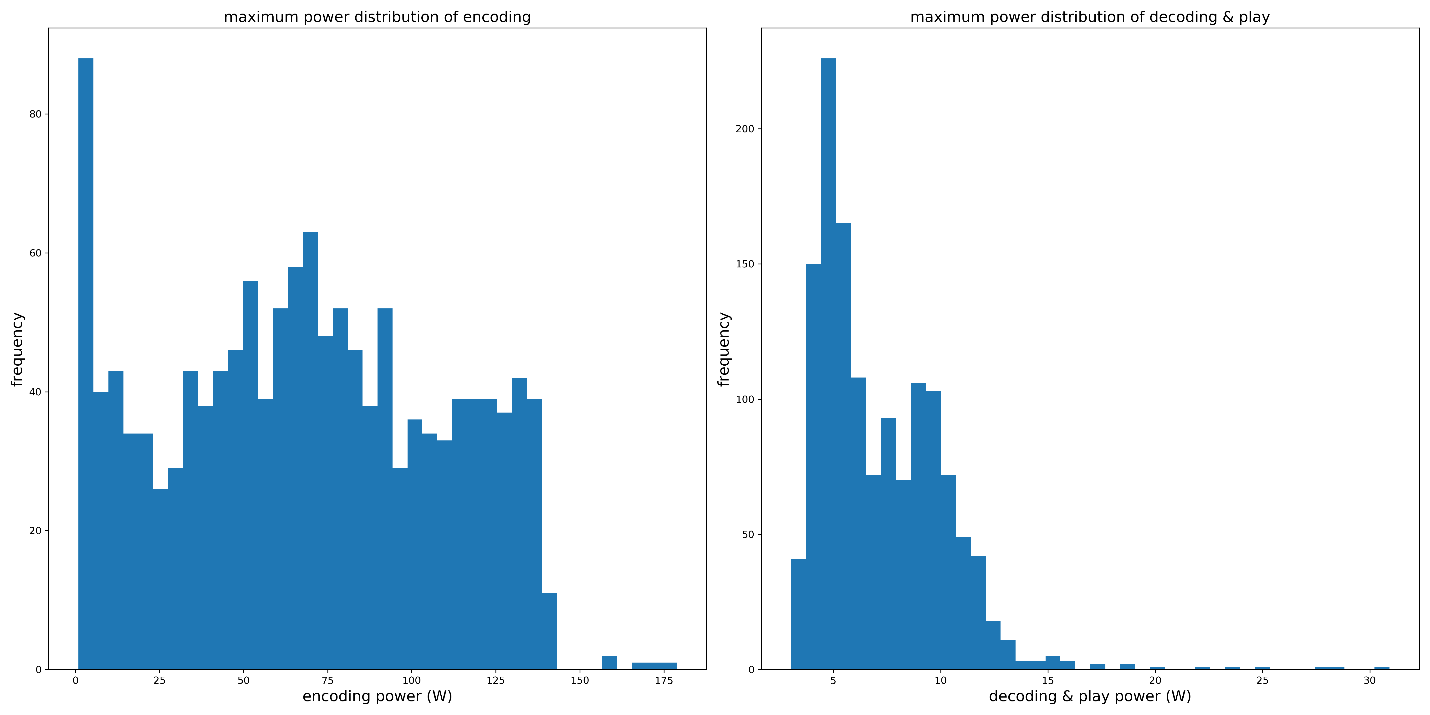 maximum power distribution of encoding
frequency
80
60
40
20
0
0 25 50 75 100 125 150 175
encoding power (W)
maximum power distribution of decoding & play
frequency
200
150
100
50
0
5 10 15 20 25 30
decoding & play power (W)